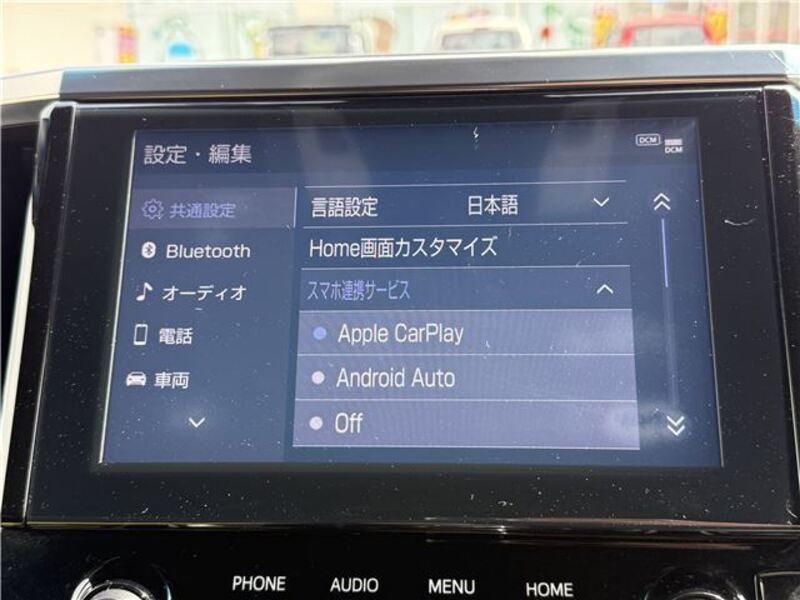 設定・編集
DCM
DCM
共通設定
Bluetooth
オーディオ
電話
車両
言語設定 日本語
Home画面カスタマイズ
スマホ連携サービス
Apple CarPlay
Android Auto
Off
PHONE AUDIO MENU HOME